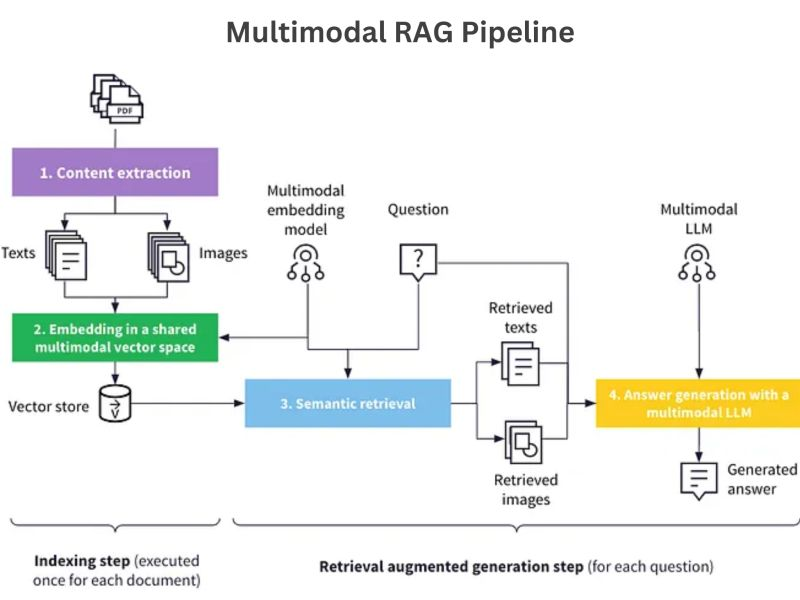 Multimodal RAG Pipeline
PDF
1. Content extraction
Texts
Images
Multimodal
embedding
model
Question
?
Multimodal
LLM
2. Embedding in a shared
multimodal vector space
Vector store
V
3. Semantic retrieval
Retrieved
texts
Retrieved
images
4. Answer generation with a
multimodal LLM
Generated
answer
Indexing step (executed
once for each document)
Retrieval augmented generation step (for each question)